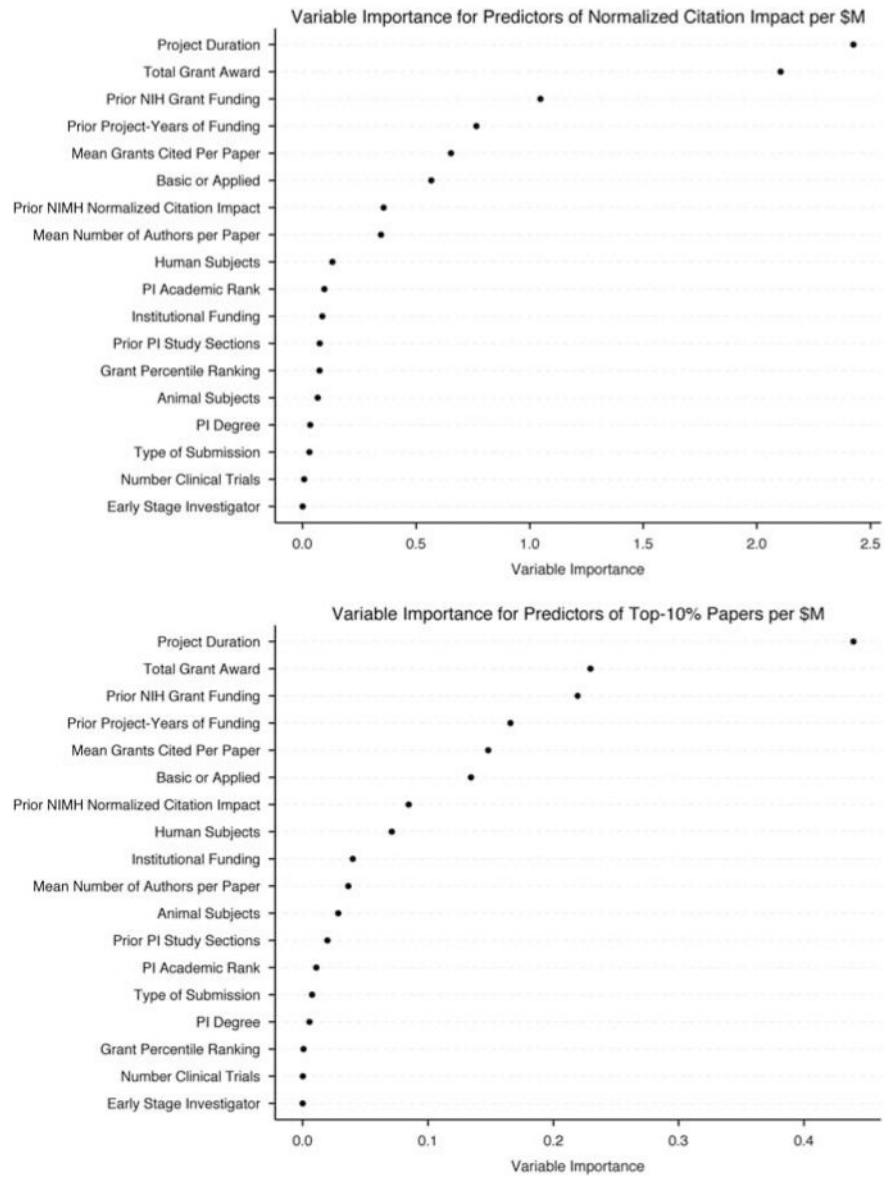 Variable Importance for Predictors of Normalized Citation Impact per $M
Project Duration
Total Grant Award
Prior NIH Grant Funding
Prior Project-Years of Funding
Mean Grants Cited Per Paper
Basic or Applied
Prior NIMH Normalized Citation Impact
Mean Number of Authors per Paper
Human Subjects
PI Academic Rank
Institutional Funding
Prior PI Study Sections
Grant Percentile Ranking
Animal Subjects
PI Degree
Type of Submission
Number Clinical Trials
Early Stage Investigator
0.0 0.5 1.0 1.5 2.0 2.5
Variable Importance
Variable Importance for Predictors of Top-10% Papers per $M
Project Duration
Total Grant Award
Prior NIH Grant Funding
Prior Project-Years of Funding
Mean Grants Cited Per Paper
Basic or Applied
Prior NIMH Normalized Citation Impact
Human Subjects
Institutional Funding
Mean Number of Authors per Paper
Animal Subjects
Prior PI Study Sections
PI Academic Rank
Type of Submission
PI Degree
Grant Percentile Ranking
Number Clinical Trials
Early Stage Investigator
0.0 0.1 0.2 0.3 0.4
Variable Importance